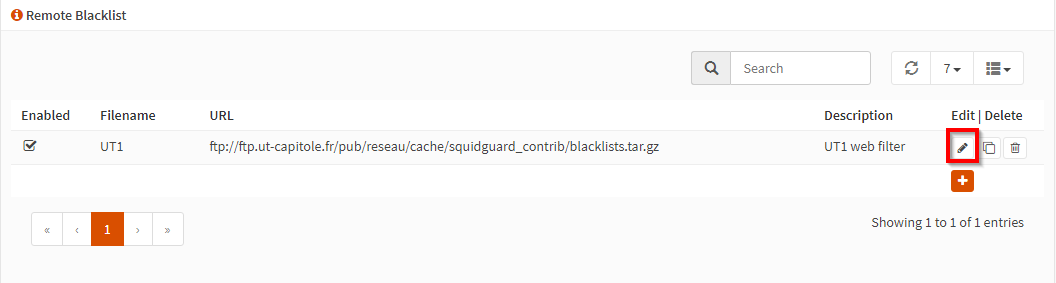 Remote Blacklist
Search
7
Enabled Filename URL Description Edit | Delete
UT1 ftp://ftp.ut-capitole.fr/pub/reseau/cache/squidguard_contrib/blacklists.tar.gz UT1 web filter
« ‹ 1 › »
Showing 1 to 1 of 1 entries